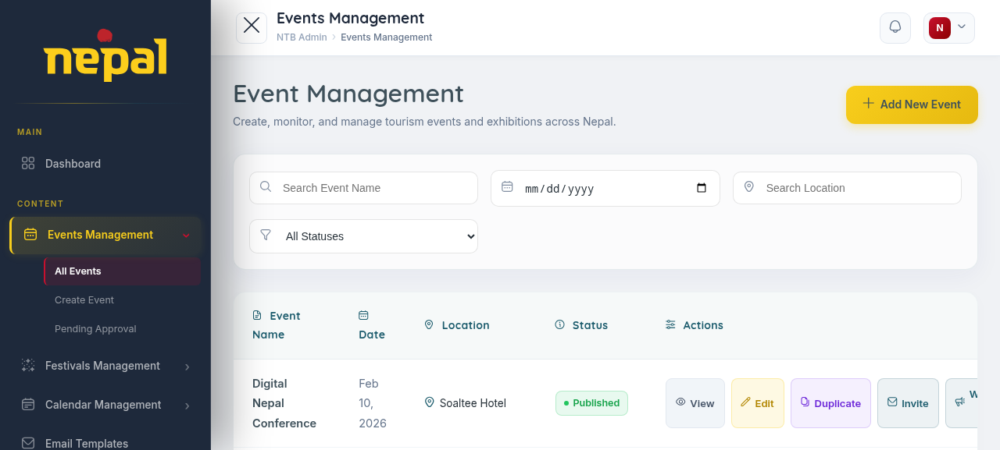 nepal
MAIN
Dashboard
CONTENT
Events Management
All Events
Create Event
Pending Approval
Festivals Management
Calendar Management
Email Templates
Events Management
NTB Admin › Events Management
N
Event Management
Create, monitor, and manage tourism events and exhibitions across Nepal.
Add New Event
Search Event Name
mm/dd/yyyy
Search Location
All Statuses
Event Name
Date
Location
Status
Actions
Digital Nepal Conference
Feb 10, 2026
Soaltee Hotel
Published
View
Edit
Duplicate
Invite